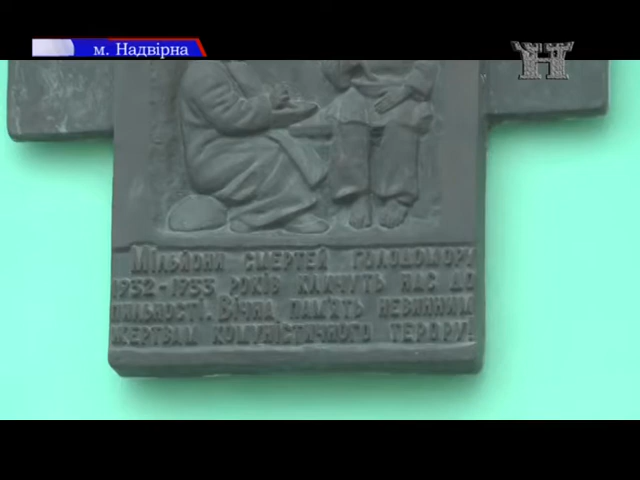 м. Надвірна
Н
Мільйони смертей голодомору
1932-1933 років кличуть нас до
пильності. Вічна пам'ять невинним
жертвам комуністичного терору!